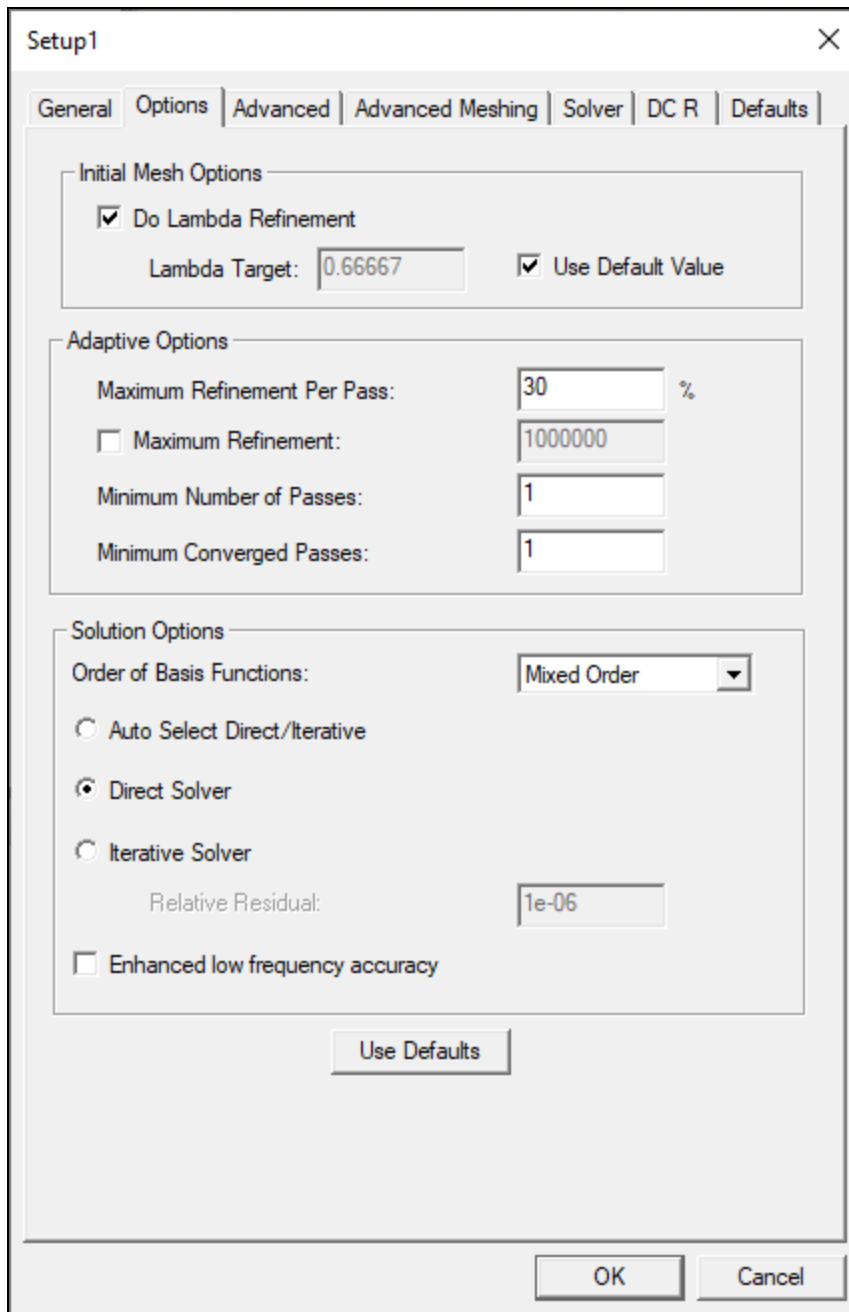 Setup1
General Options Advanced Advanced Meshing Solver DC R Defaults
Initial Mesh Options
Do Lambda Refinement
Lambda Target: 0.66667 Use Default Value
Adaptive Options
Maximum Refinement Per Pass: 30 %
Maximum Refinement: 1000000
Minimum Number of Passes: 1
Minimum Converged Passes: 1
Solution Options
Order of Basis Functions: Mixed Order
Auto Select Direct/Iterative
Direct Solver
Iterative Solver
Relative Residual: 1e-06
Enhanced low frequency accuracy
Use Defaults
OK Cancel